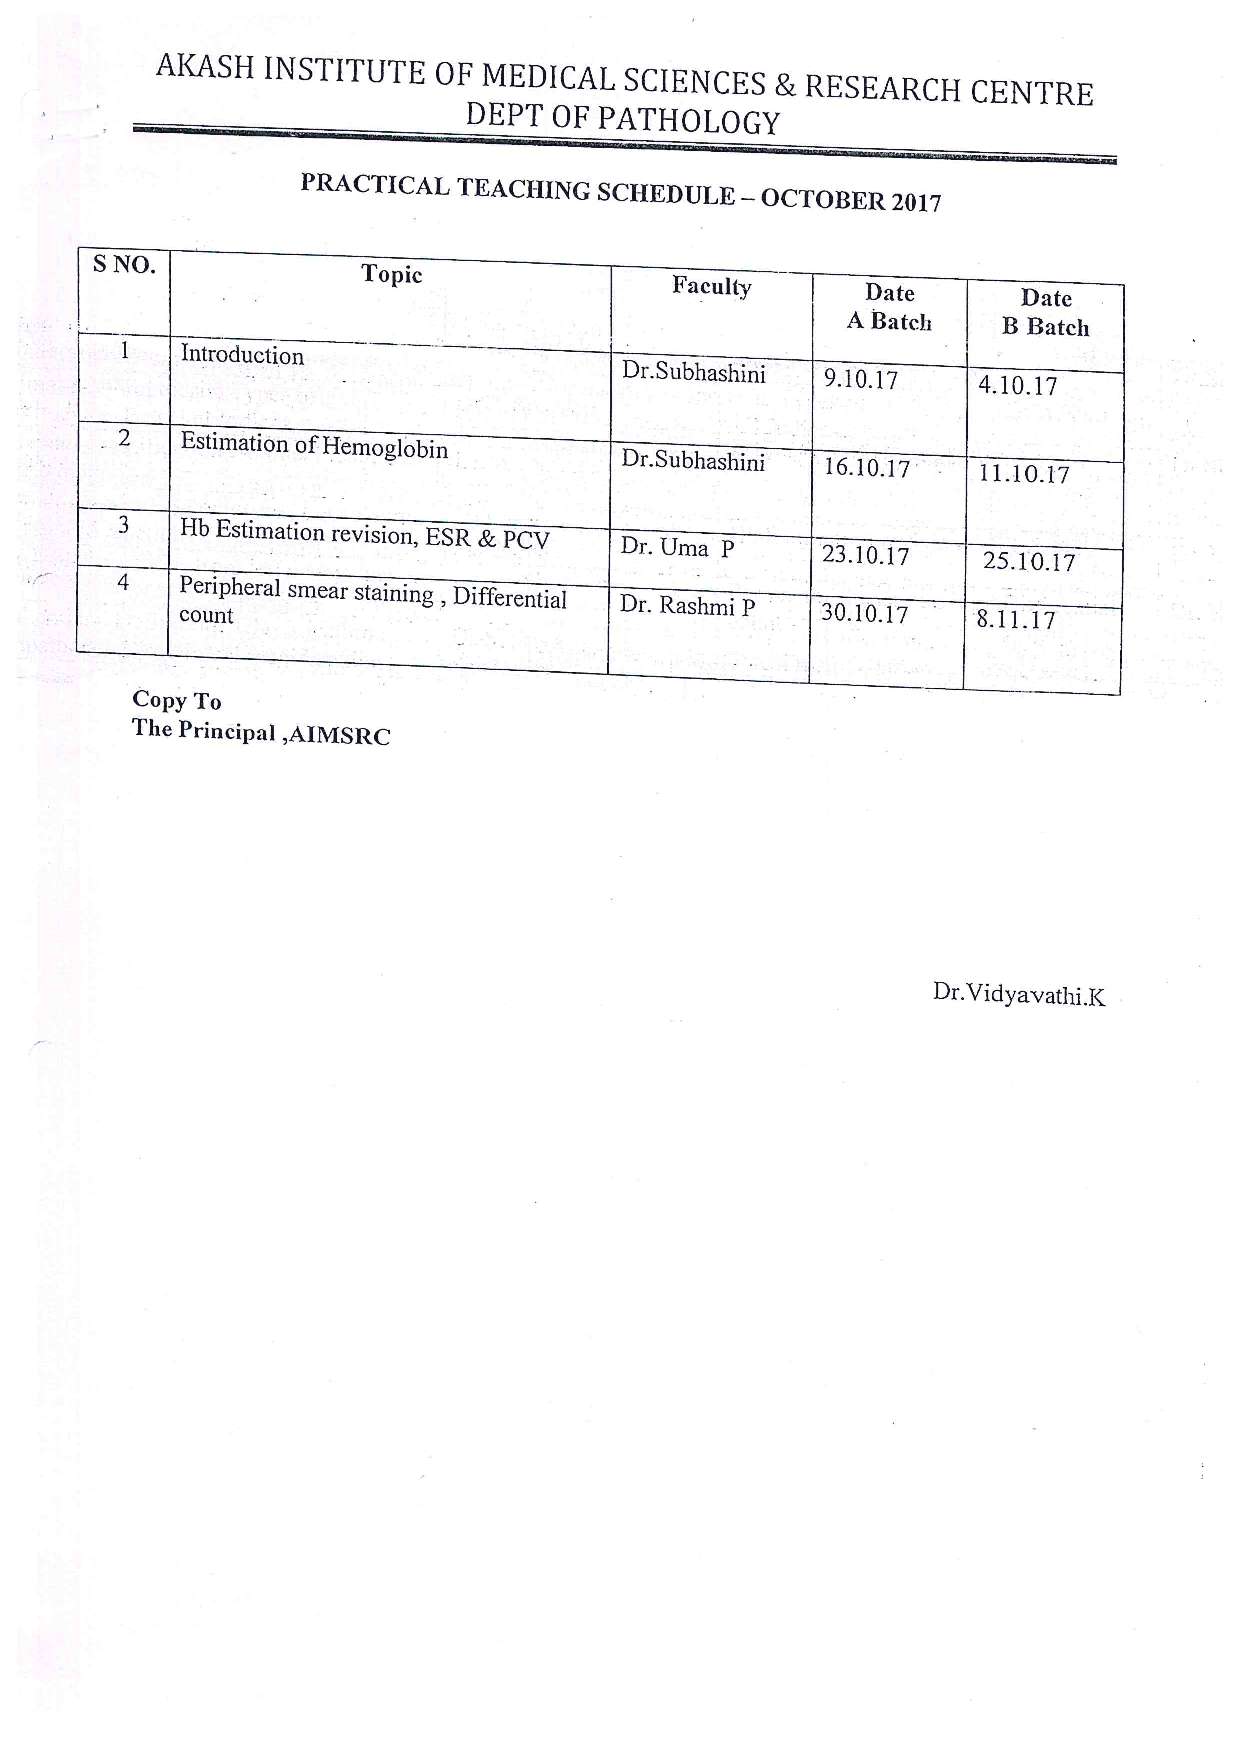 AKASH INSTITUTE OF MEDICAL SCIENCES & RESEARCH CENTRE
DEPT OF PATHOLOGY
PRACTICAL TEACHING SCHEDULE – OCTOBER 2017
S NO. Topic Faculty Date A Batch Date B Batch
1 Introduction Dr.Subhashini 9.10.17 4.10.17
2 Estimation of Hemoglobin Dr.Subhashini 16.10.17 11.10.17
3 Hb Estimation revision, ESR & PCV Dr. Uma P 23.10.17 25.10.17
4 Peripheral smear staining , Differential count Dr. Rashmi P 30.10.17 8.11.17
Copy To
The Principal ,AIMSRC
Dr.Vidyavathi.K